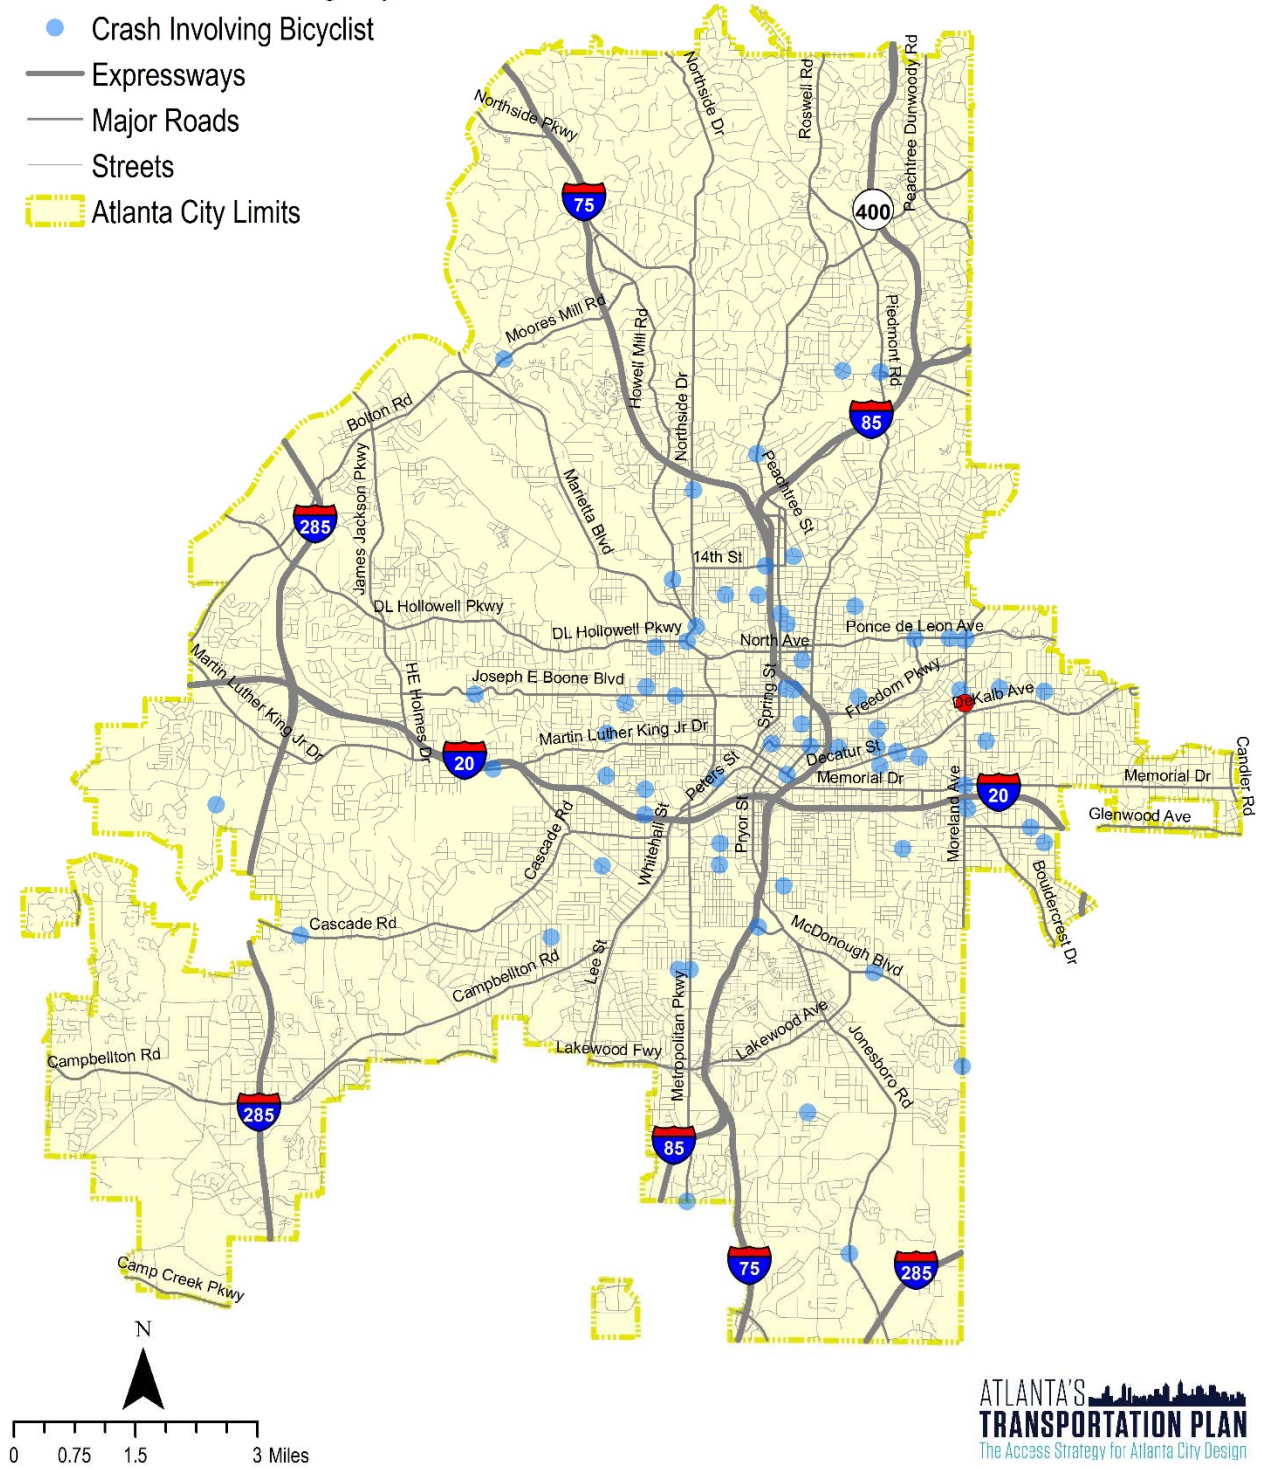 Crash Involving Bicyclist
Expressways
Major Roads
Streets
Atlanta City Limits
Northside Pkwy
Northside Dr
Roswell Rd
Peachtree Dunwoody Rd
75
400
Moores Mill Rd
Howell Mill Rd
Piedmont Rd
Northside Dr
Bolton Rd
85
James Jackson Pkwy
Marietta Blvd
Peachtree St
285
14th St
DL Hollowell Pkwy
DL Hollowell Pkwy
North Ave
Ponce de Leon Ave
Martin Luther King Jr Dr
HE Holmes Dr
Joseph E Boone Blvd
Spring St
Freedom Pkwy
DeKalb Ave
Martin Luther King Jr Dr
Decatur St
20
Peters St
Memorial Dr
Memorial Dr
Candler Rd
20
Glenwood Ave
Cascade Rd
Whitehall St
Pryor St
Moreland Ave
Bouldercrest Dr
Cascade Rd
McDonough Blvd
Lee St
Campbellton Rd
Metropolitan Pkwy
Lakewood Ave
Jonesboro Rd
Lakewood Fwy
Campbellton Rd
285
85
75
285
Camp Creek Pkwy
N
0 0.75 1.5 3 Miles
ATLANTA'S
TRANSPORTATION PLAN
The Access Strategy for Atlanta City Design